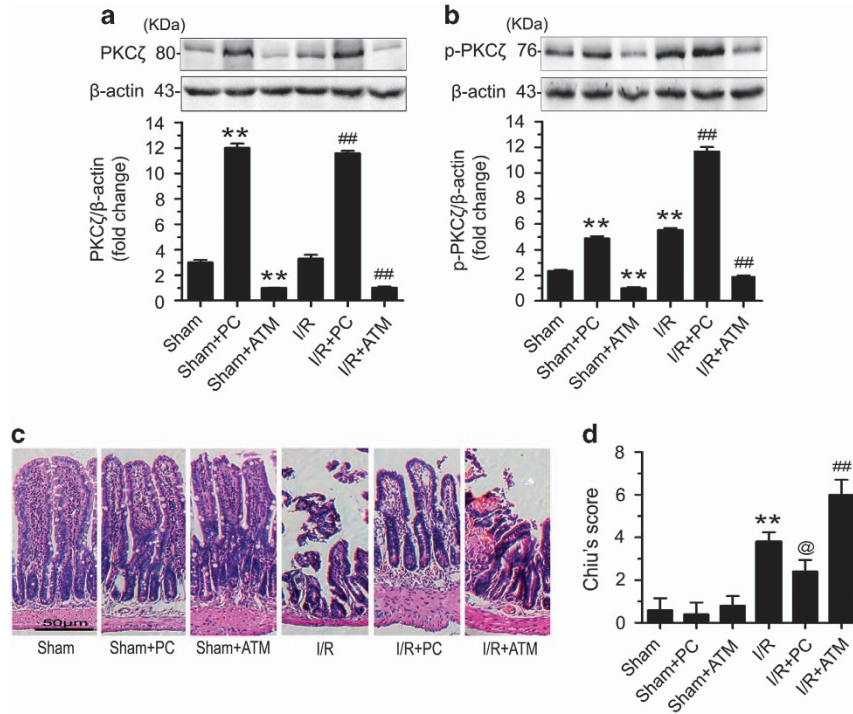 a
(KDa)
PKCζ 80
β-actin 43
PKCζ/β-actin
(fold change)
14
12
10
8
6
4
2
0
**
**
##
##
Sham
Sham+PC
Sham+ATM
I/R
I/R+PC
I/R+ATM
b
(KDa)
p-PKCζ 76
β-actin 43
p-PKCζ/β-actin
(fold change)
14
12
10
8
6
4
2
0
**
**
**
##
##
Sham
Sham+PC
Sham+ATM
I/R
I/R+PC
I/R+ATM
c
50μm
Sham Sham+PC Sham+ATM I/R I/R+PC I/R+ATM
d
Chiu's score
8
6
4
2
0
**
@
##
Sham
Sham+PC
Sham+ATM
I/R
I/R+PC
I/R+ATM